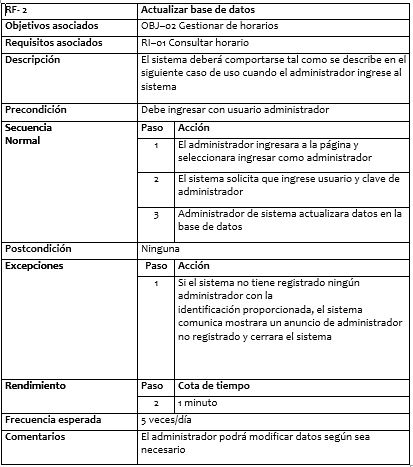 RF- 2 Actualizar base de datos
Objetivos asociados OBJ–02 Gestionar de horarios
Requisitos asociados RI–01 Consultar horario
Descripción El sistema deberá comportarse tal como se describe en el
siguiente caso de uso cuando el administrador ingrese al
sistema
Precondición Debe ingresar con usuario administrador
Secuencia Paso Acción
Normal
1 El administrador ingresara a la página y
seleccionara ingresar como administrador
2 El sistema solicita que ingrese usuario y clave de
administrador
3 Administrador de sistema actualizara datos en la
base de datos
Postcondición Ninguna
Excepciones Paso Acción
1 Si el sistema no tiene registrado ningún
administrador con la
identificación proporcionada, el sistema
comunica mostrara un anuncio de administrador
no registrado y cerrara el sistema
Rendimiento Paso Cota de tiempo
2 1 minuto
Frecuencia esperada 5 veces/día
Comentarios El administrador podrá modificar datos según sea
necesario